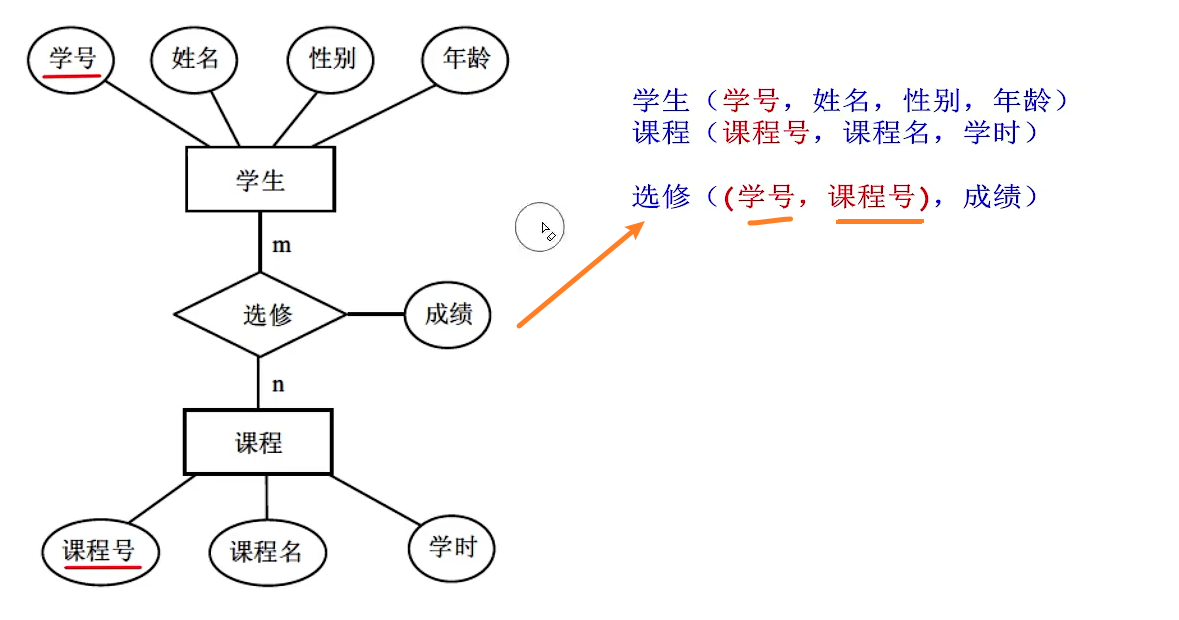 学号
姓名
性别
年龄
学生
m
选修
成绩
n
课程
课程号
课程名
学时
学生（学号，姓名，性别，年龄）
课程（课程号，课程名，学时）
选修（(学号，课程号)，成绩）